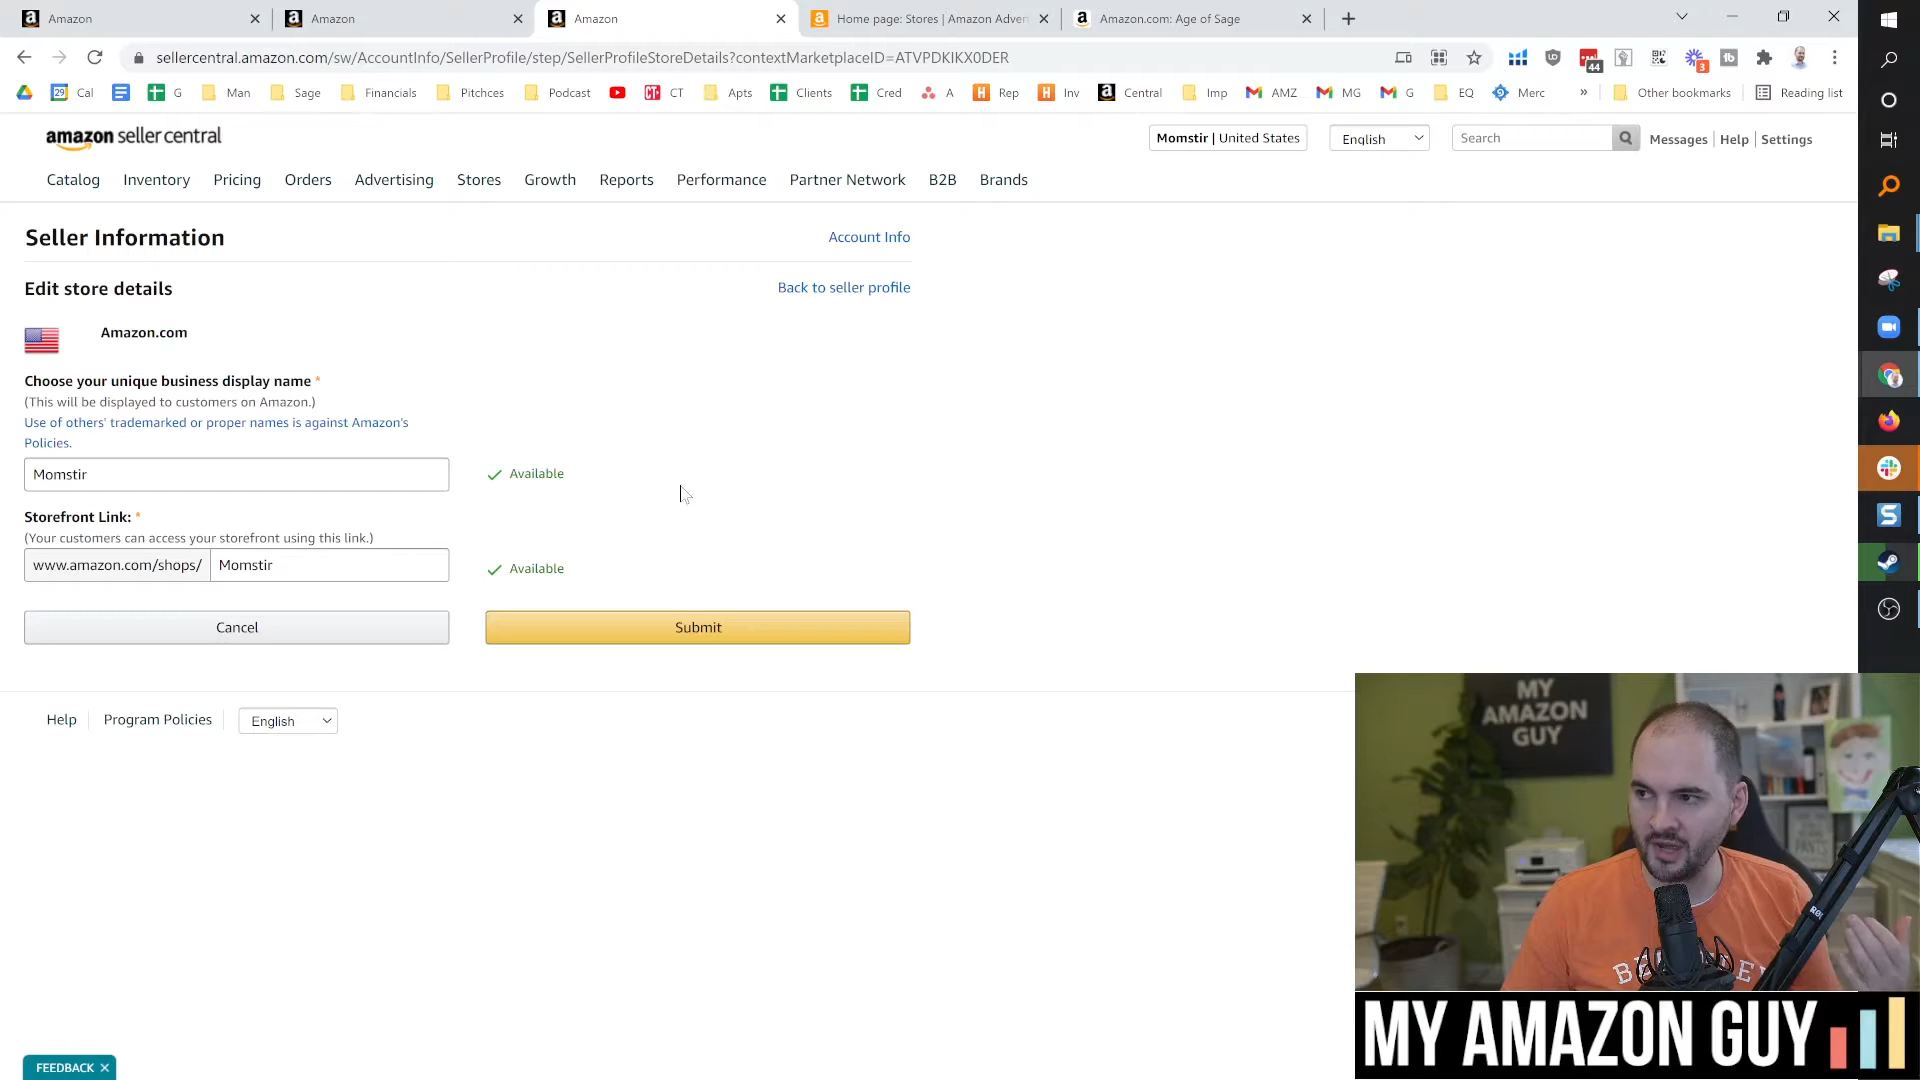 Amazon
Amazon
Amazon
Home page: Stores | Amazon Adver
Amazon.com: Age of Sage
sellercentral.amazon.com/sw/AccountInfo/SellerProfile/step/SellerProfileStoreDetails?contextMarketplaceID=ATVPDKIKX0DER
44
3
29 Cal
G
Man
Sage
Financials
Pitchces
Podcast
CT CT
Apts
Clients
Cred
A
H Rep
H Inv
Central
Imp
AMZ
MG
G
EQ
Merc
»
Other bookmarks
Reading list
amazon seller central
Momstir | United States
English
Search
Messages | Help | Settings
Catalog Inventory Pricing Orders Advertising Stores Growth Reports Performance Partner Network B2B Brands
Seller Information
Account Info
Edit store details
Back to seller profile
Amazon.com
Choose your unique business display name *
(This will be displayed to customers on Amazon.)
Use of others' trademarked or proper names is against Amazon's
Policies.
Momstir
Available
Storefront Link: *
(Your customers can access your storefront using this link.)
www.amazon.com/shops/ Momstir
Available
Cancel
Submit
Help
Program Policies
English
MY
AMAZON
GUY
RODE
MY AMAZON GUY
FEEDBACK ×